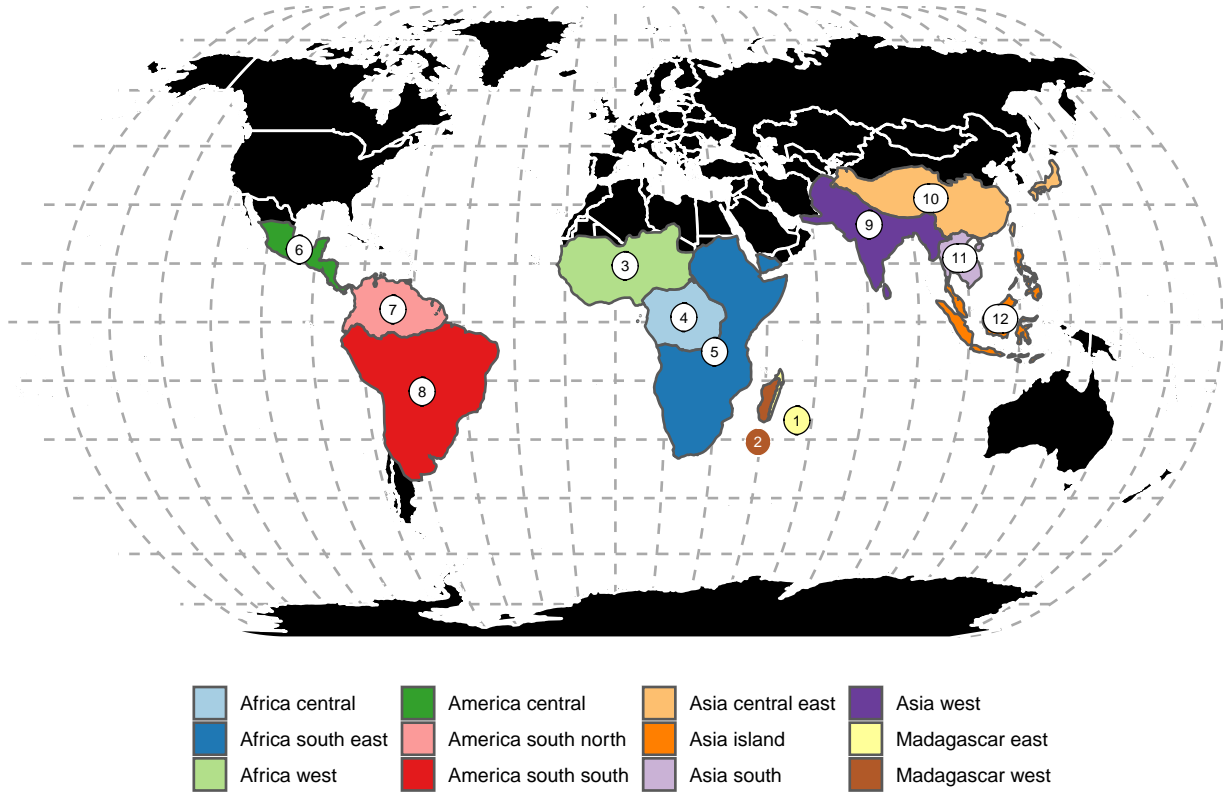 10
9
6
11
3
7
4
12
5
8
1
2
Africa central
America central
Asia central east
Asia west
Africa south east
America south north
Asia island
Madagascar east
Africa west
America south south
Asia south
Madagascar west